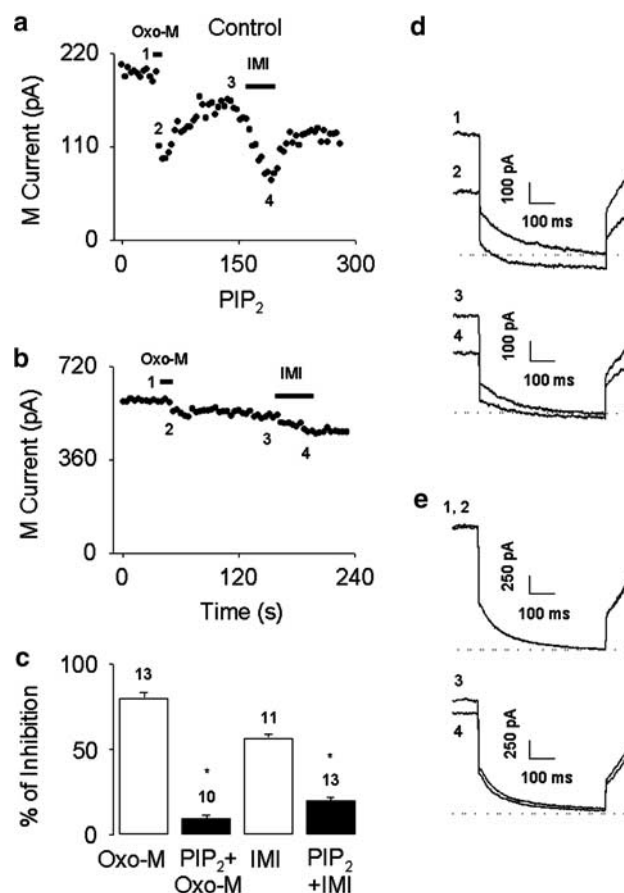 a
Control
Oxo-M
1
IMI
3
2
4
M Current (pA)
220
110
0
0 150 300
PIP2
b
Oxo-M
1
IMI
2
3
4
M Current (pA)
720
360
0
0 120 240
Time (s)
c
% of Inhibition
100
50
0
13
*
10
11
*
13
Oxo-M
PIP2+
Oxo-M
IMI
PIP2
+IMI
d
1
2
100 pA
100 ms
3
4
100 pA
100 ms
e
1, 2
250 pA
100 ms
3
4
250 pA
100 ms